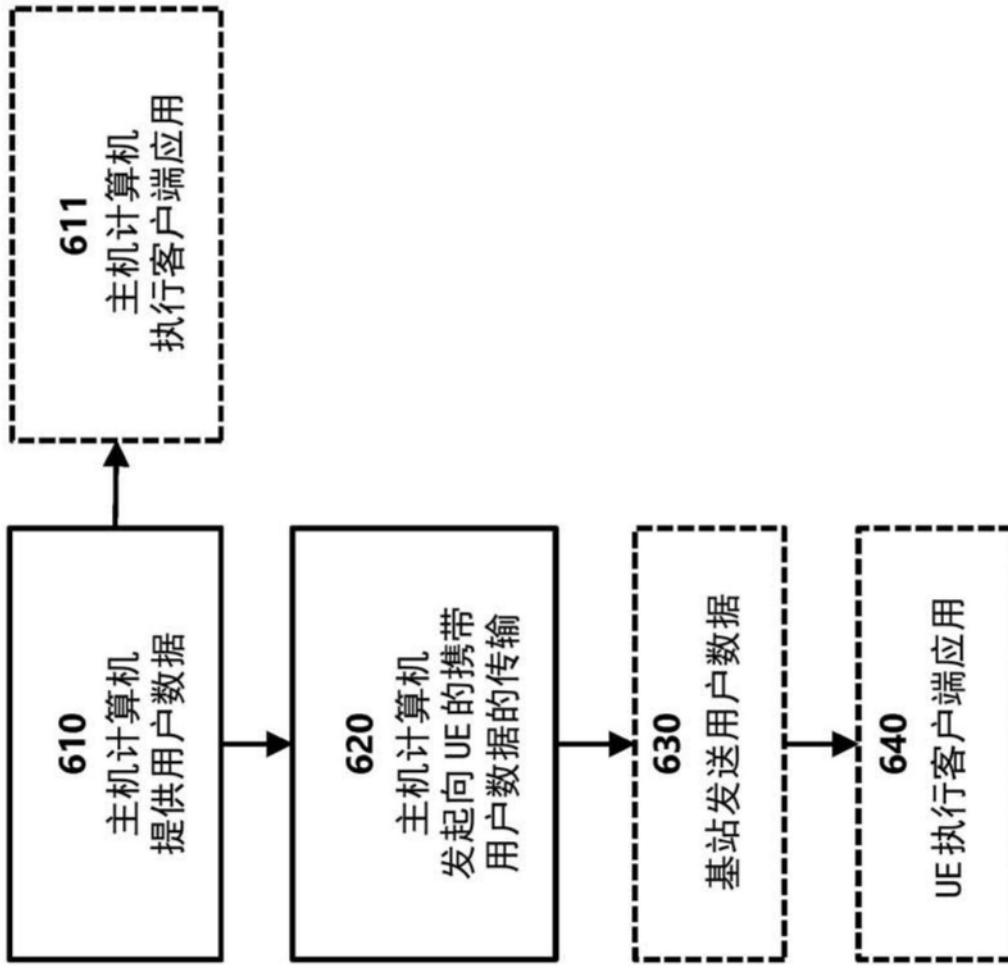 610
主机计算机
提供用户数据
611
主机计算机
执行客户端应用
620
主机计算机
发起向 UE 的携带
用户数据的传输
630
基站发送用户数据
640
UE 执行客户端应用